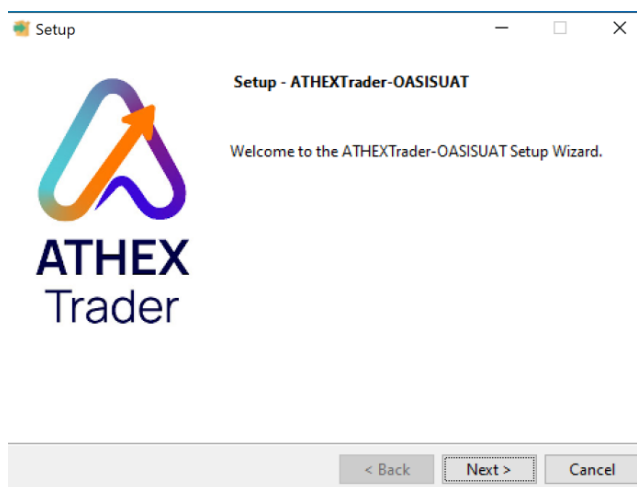 Setup
Setup - ATHEXTrader-OASISUAT
Welcome to the ATHEXTrader-OASISUAT Setup Wizard.
ATHEX
Trader
< Back
Next >
Cancel